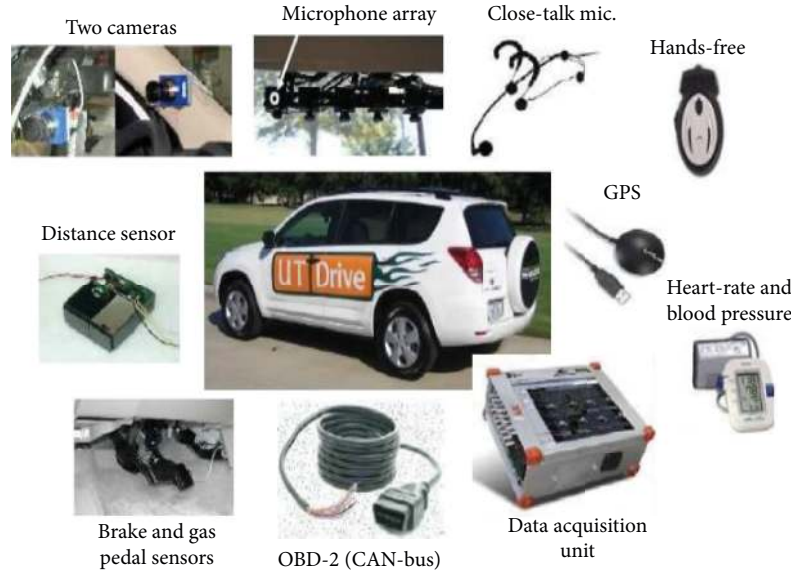 Two cameras
Microphone array
Close-talk mic.
Hands-free
Distance sensor
UT Drive
GPS
Heart-rate and
blood pressure
Brake and gas
pedal sensors
OBD-2 (CAN-bus)
Data acquisition
unit